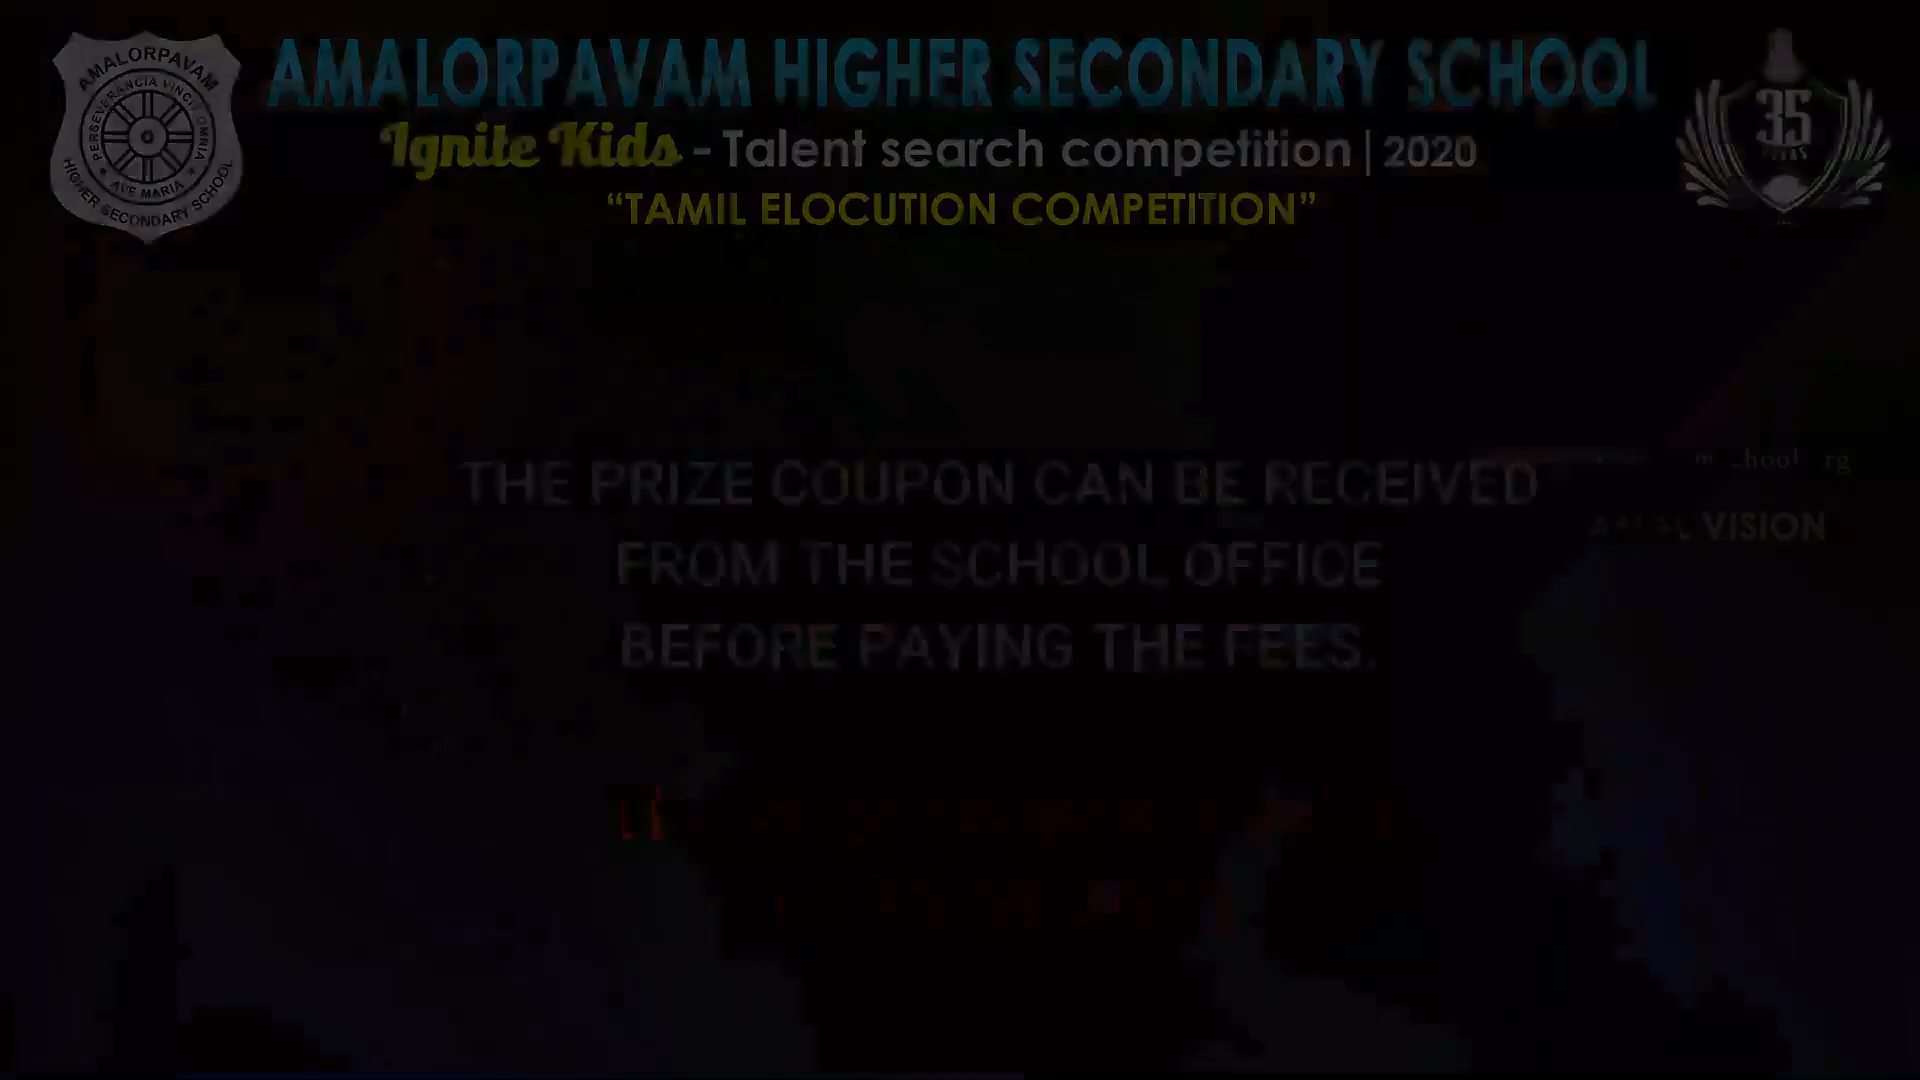 AMALORPAVAM
PERSEVERANCIA VINCIT OMNIA
AVE MARIA
HIGHER SECONDARY SCHOOL
AMALORPAVAM HIGHER SECONDARY SCHOOL
Ignite Kids - Talent search competition | 2020
“TAMIL ELOCUTION COMPETITION”
35
YEARS
THE PRIZE COUPON CAN BE RECEIVED
FROM THE SCHOOL OFFICE
BEFORE PAYING THE FEES.
VISION